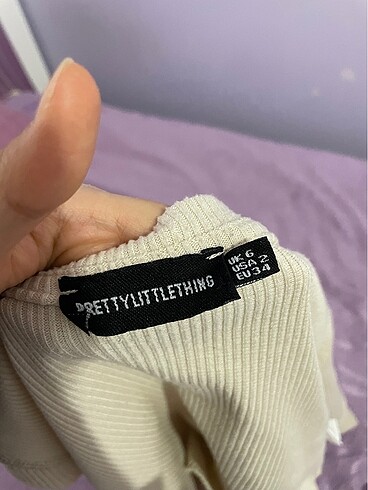 PRETTYLITTLETHING
UK 6
USA 2
EU 34